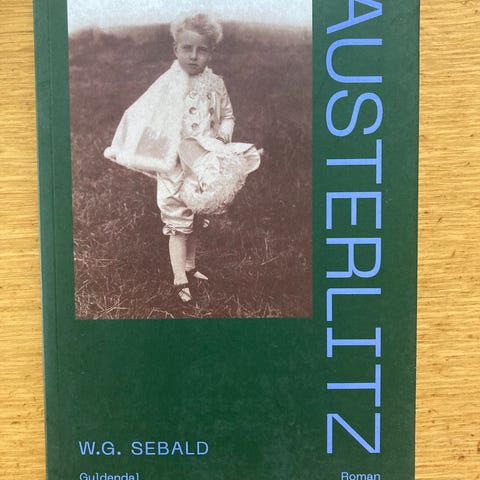 AUSTERLITZ
W.G. SEBALD
Gyldendal
Roman